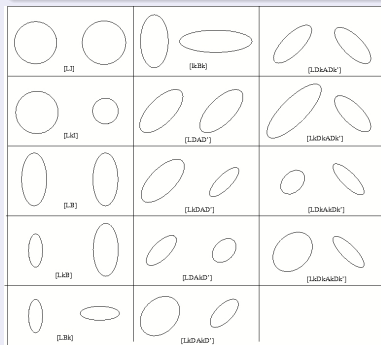 [LI]
[lkBk]
[LDkADk']
[LkI]
[LDAD']
[LkDkADk']
[LB]
[LkDAD']
[LDkAkDk']
[LkB]
[LDAkD']
[LkDkAkDk']
[LBk]
[LkDAkD']